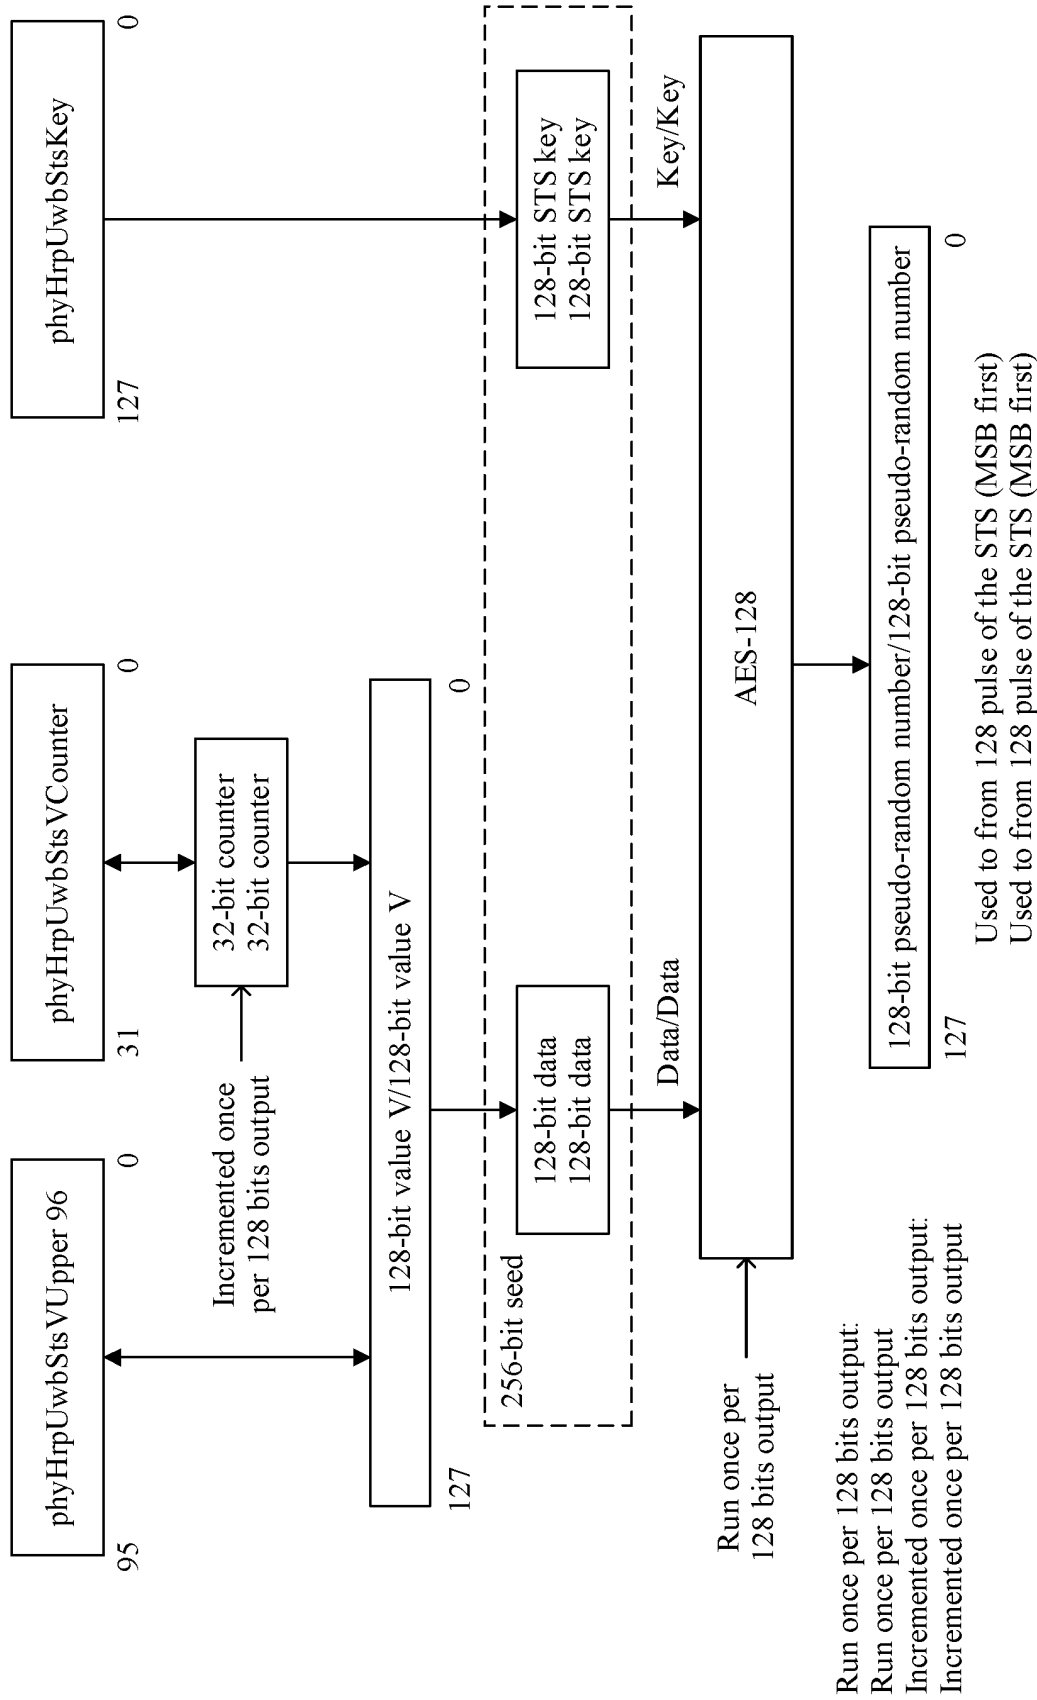 phyHrpUwbStsVUpper 96
phyHrpUwbStsVCounter
phyHrpUwbStsKey
95
0
31
0
127
0
Incremented once
per 128 bits output
32-bit counter
32-bit counter
128-bit value V/128-bit value V
127
0
256-bit seed
128-bit data
128-bit data
128-bit STS key
128-bit STS key
Data/Data
Key/Key
Run once per
128 bits output
AES-128
128-bit pseudo-random number/128-bit pseudo-random number
127
0
Run once per 128 bits output:
Run once per 128 bits output
Incremented once per 128 bits output:
Incremented once per 128 bits output
Used to from 128 pulse of the STS (MSB first)
Used to from 128 pulse of the STS (MSB first)